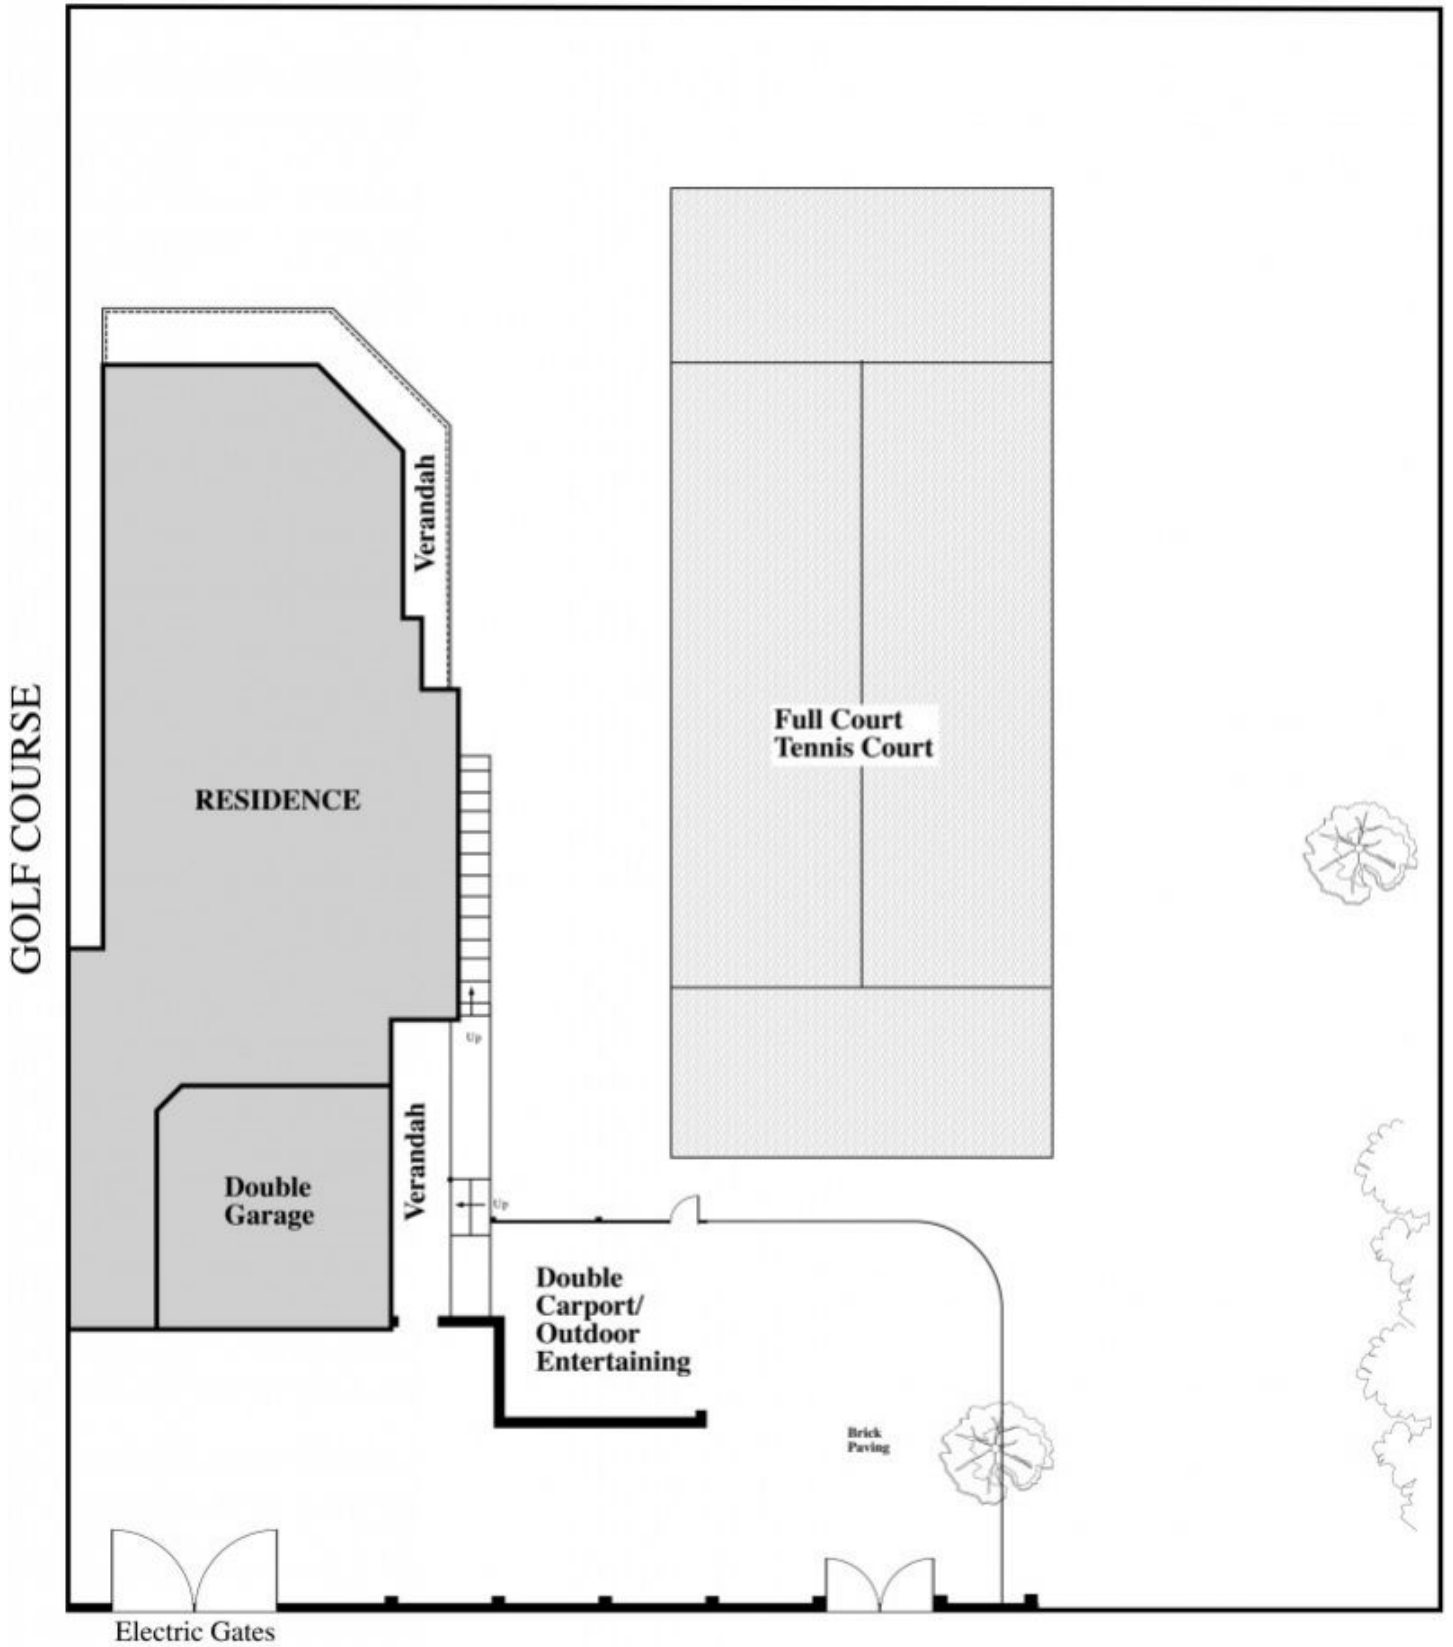 Verandah
Full Court
Tennis Court
GOLF COURSE
RESIDENCE
Up
Verandah
Double
Garage
Up
Double
Carport/
Outdoor
Entertaining
Brick
Paving
Electric Gates